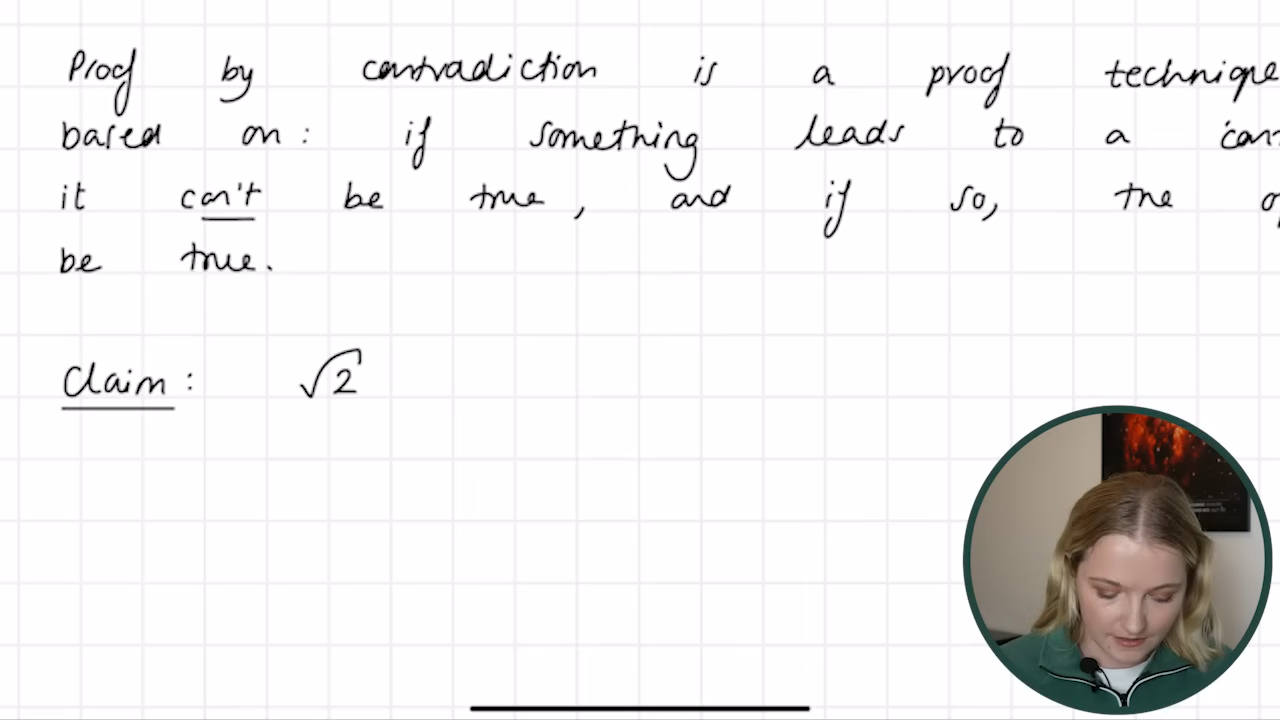 Proof by contradiction is a proof technique
based on: if something leads to a
it can't be true, and if so, the
be true.
Claim: √2